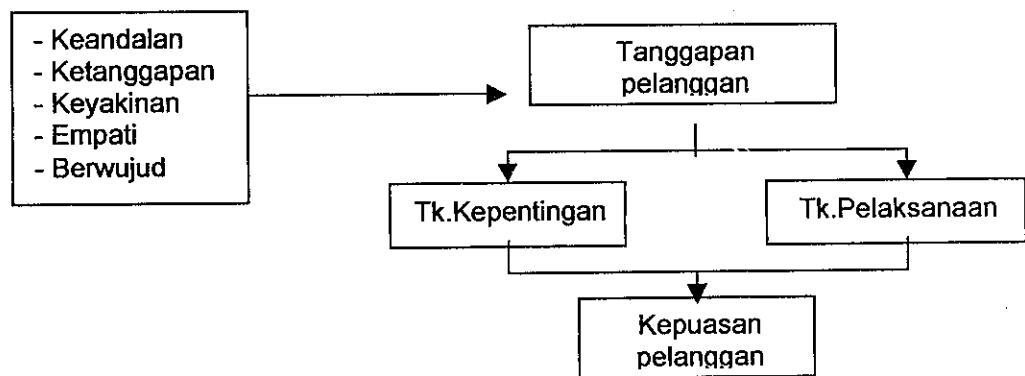 - Keandalan
- Ketanggapan
- Keyakinan
- Empati
- Berwujud
Tanggapan
pelanggan
Tk.Kepentingan
Tk.Pelaksanaan
Kepuasan
pelanggan